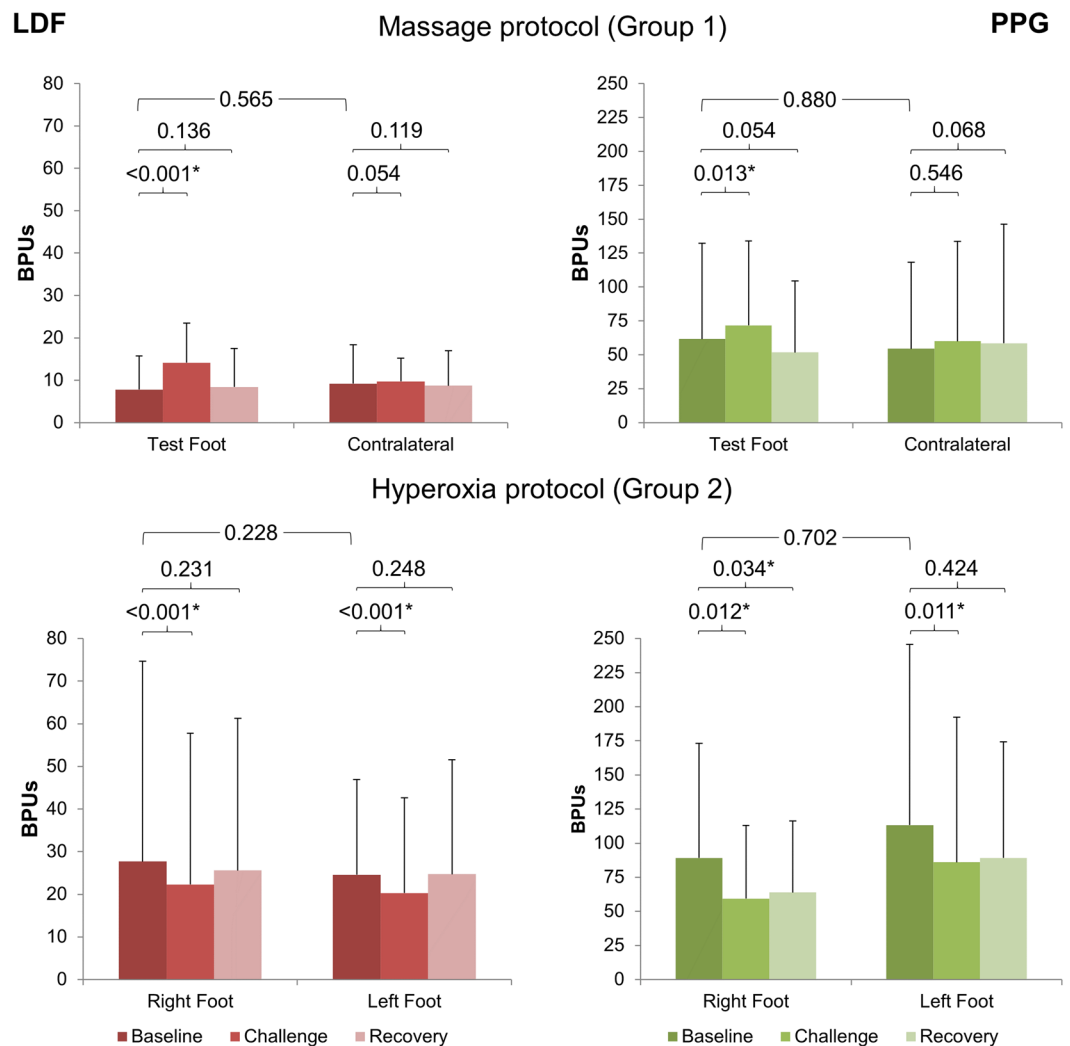 LDF
Massage protocol (Group 1)
PPG
80
70
60
50
40
30
20
10
0
BPUs
0.565
0.136
0.119
<0.001*
0.054
Test Foot
Contralateral
250
225
200
175
150
125
100
75
50
25
0
BPUs
0.880
0.054
0.068
0.013*
0.546
Test Foot
Contralateral
Hyperoxia protocol (Group 2)
0.228
0.231
0.248
<0.001*
<0.001*
80
70
60
50
40
30
20
10
0
BPUs
Right Foot
Left Foot
Baseline
Challenge
Recovery
0.702
0.034*
0.424
0.012*
0.011*
250
225
200
175
150
125
100
75
50
25
0
BPUs
Right Foot
Left Foot
Baseline
Challenge
Recovery